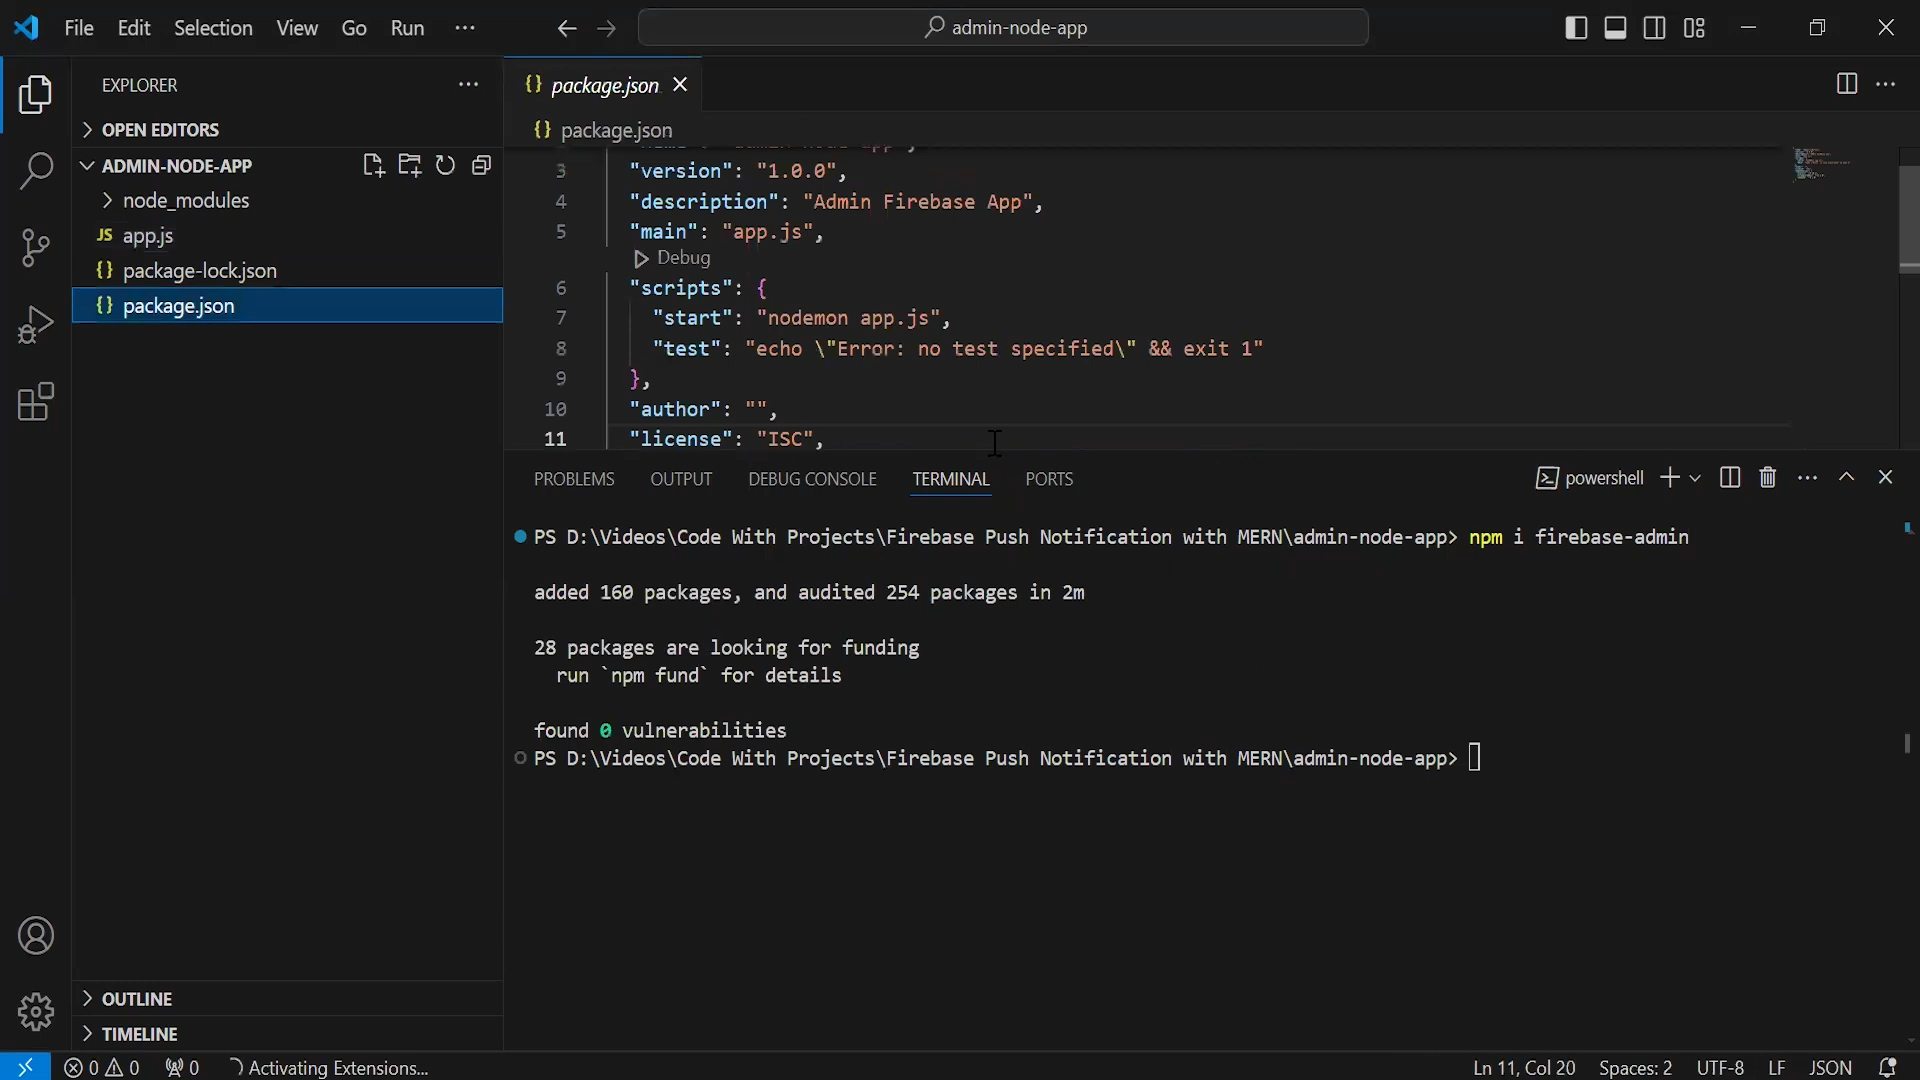 File Edit Selection View Go Run ...
admin-node-app
EXPLORER
OPEN EDITORS
ADMIN-NODE-APP
node_modules
JS app.js
{} package-lock.json
{} package.json
OUTLINE
TIMELINE
{} package.json
{} package.json
3 "version": "1.0.0",
4 "description": "Admin Firebase App",
5 "main": "app.js",
Debug
6 "scripts": {
7 "start": "nodemon app.js",
8 "test": "echo \"Error: no test specified\" && exit 1"
9 },
10 "author": "",
11 "license": "ISC",
PROBLEMS OUTPUT DEBUG CONSOLE TERMINAL PORTS
powershell
PS D:\Videos\Code With Projects\Firebase Push Notification with MERN\admin-node-app> npm i firebase-admin
added 160 packages, and audited 254 packages in 2m
28 packages are looking for funding
run `npm fund` for details
found 0 vulnerabilities
PS D:\Videos\Code With Projects\Firebase Push Notification with MERN\admin-node-app>
0 0 0 Activating Extensions...
Ln 11, Col 20 Spaces: 2 UTF-8 LF JSON